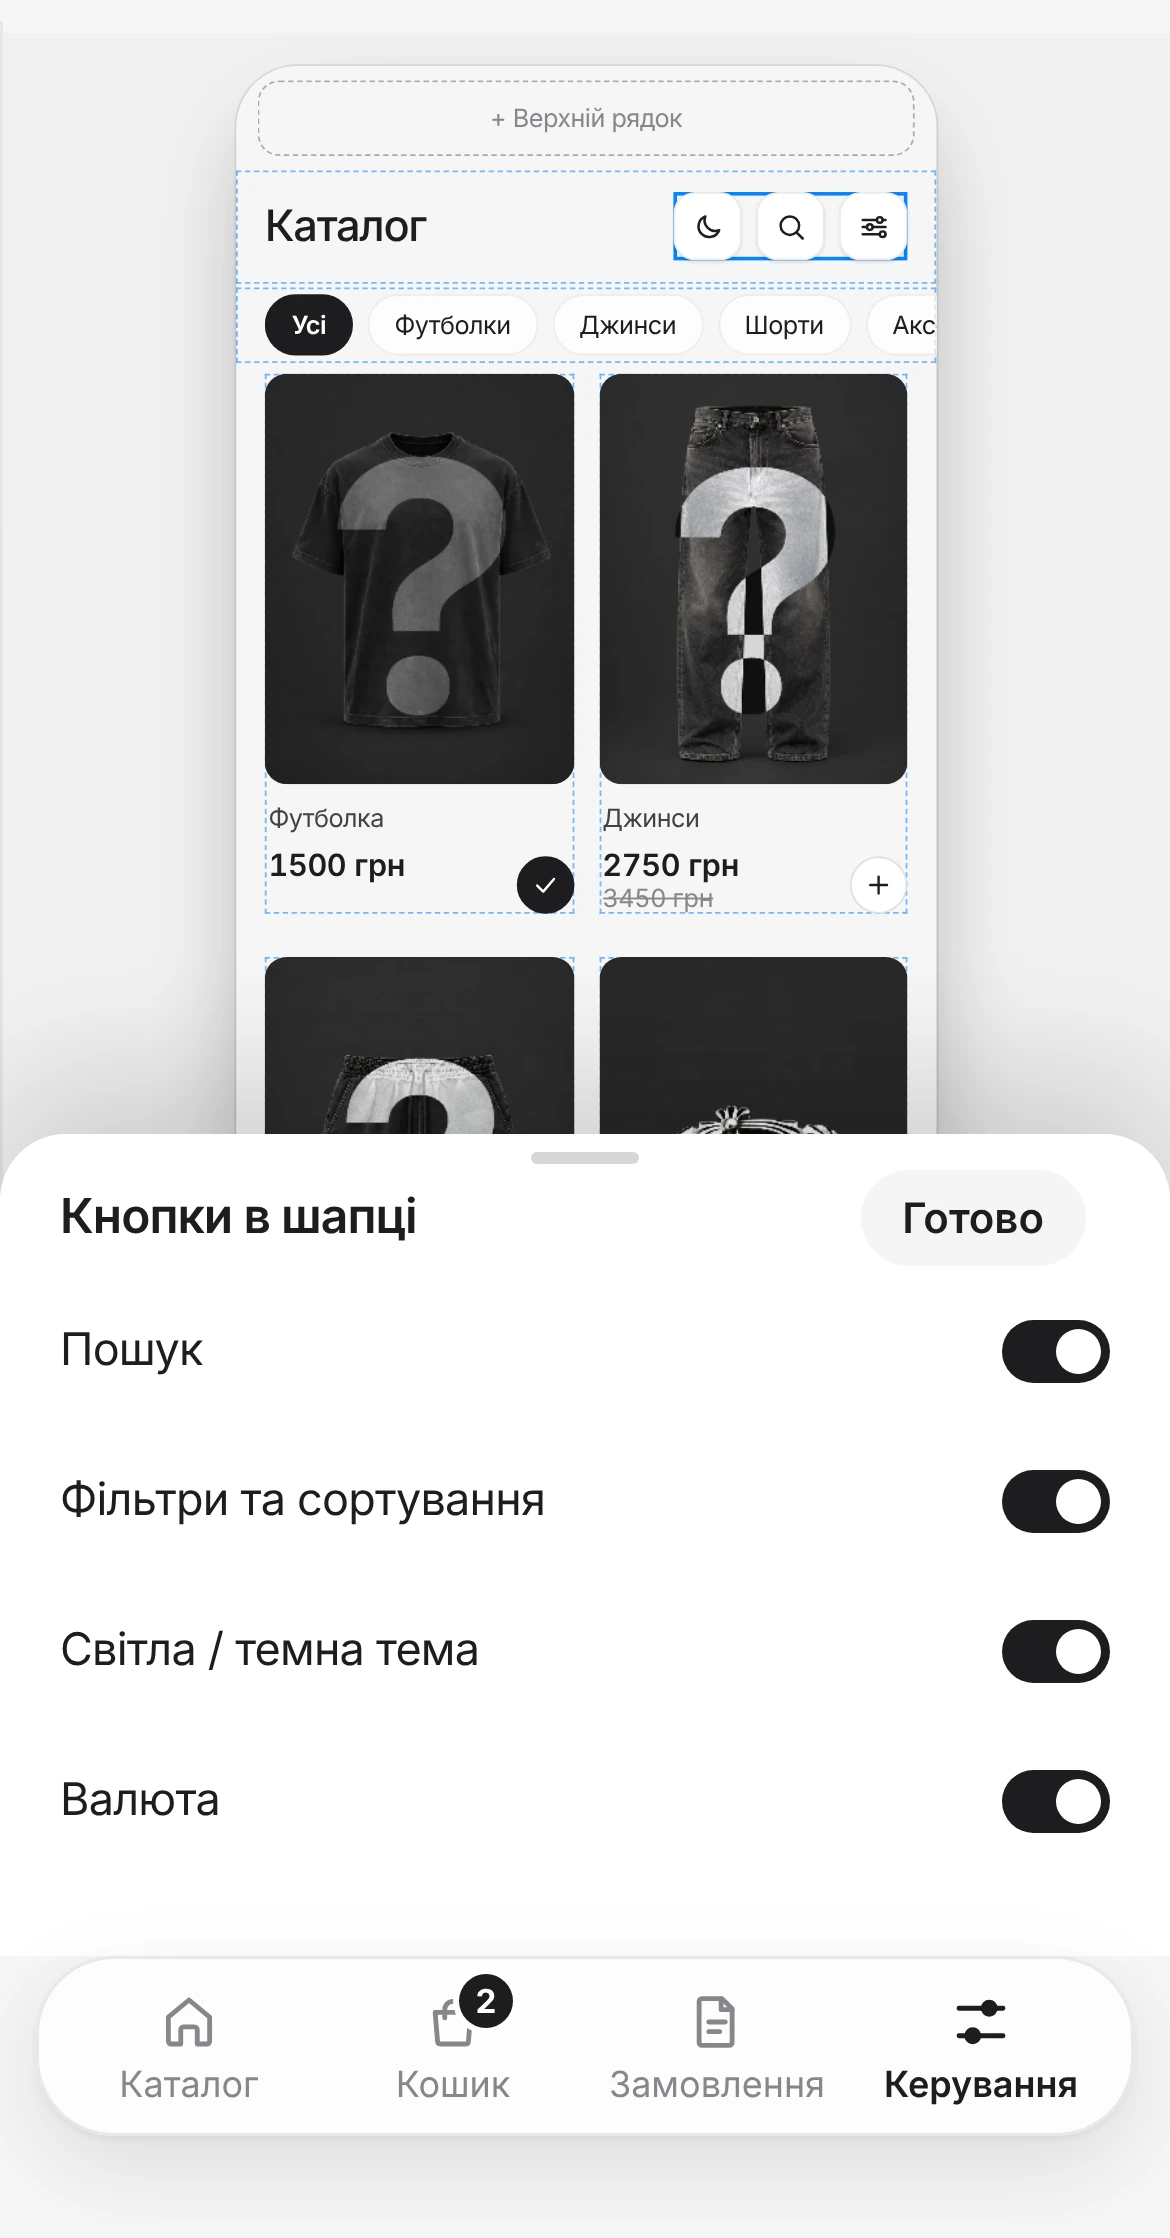 + Верхній рядок
Каталог
Усі
Футболки
Джинси
Шорти
Акс
Футболка
1500 грн
Джинси
2750 грн
3450 грн
Кнопки в шапці
Готово
Пошук
Фільтри та сортування
Світла / темна тема
Валюта
2
Каталог
Кошик
Замовлення
Керування